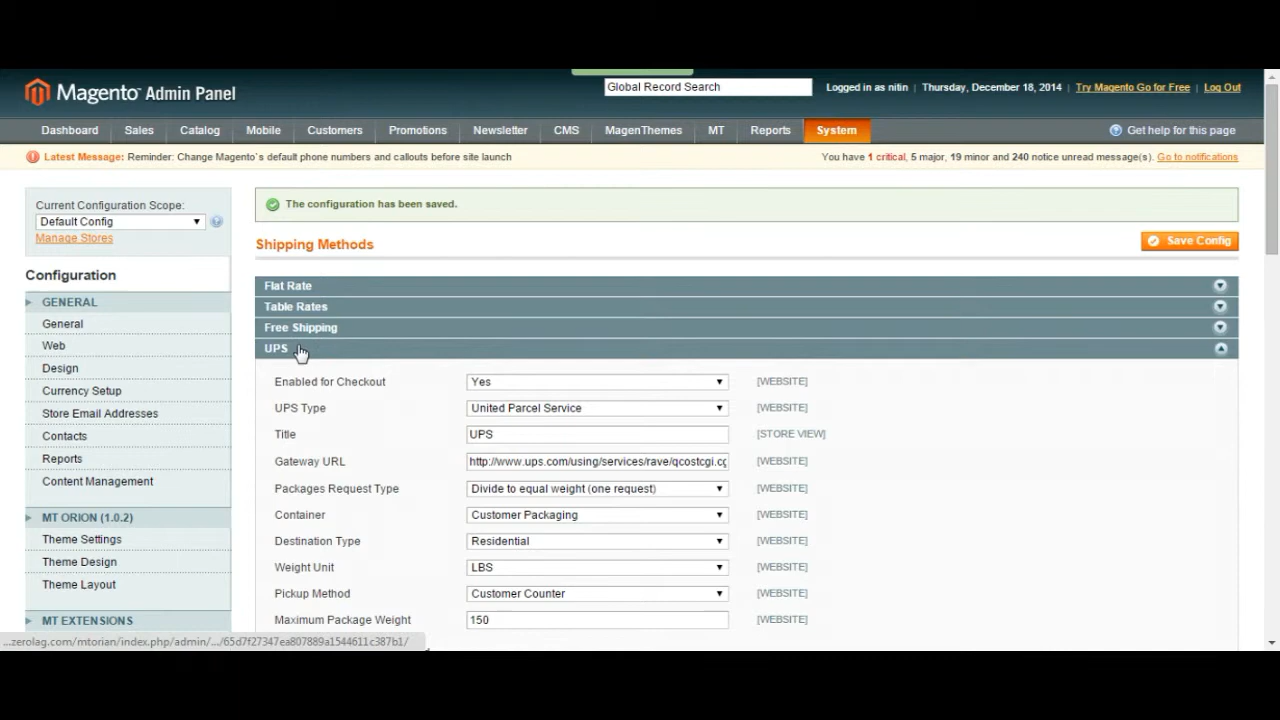 Magento Admin Panel
Global Record Search
Logged in as nitin | Thursday, December 18, 2014 | Try Magento Go for Free | Log Out
Dashboard Sales Catalog Mobile Customers Promotions Newsletter CMS MagenThemes MT Reports System Get help for this page
Latest Message: Reminder: Change Magento`s default phone numbers and callouts before site launch
You have 1 critical, 5 major, 19 minor and 240 notice unread message(s). Go to notifications
Current Configuration Scope:
Default Config
Manage Stores
Configuration
GENERAL
General
Web
Design
Currency Setup
Store Email Addresses
Contacts
Reports
Content Management
MT ORION (1.0.2)
Theme Settings
Theme Design
Theme Layout
MT EXTENSIONS
The configuration has been saved.
Shipping Methods
Save Config
Flat Rate
Table Rates
Free Shipping
UPS
Enabled for Checkout Yes [WEBSITE]
UPS Type United Parcel Service [WEBSITE]
Title UPS [STORE VIEW]
Gateway URL http://www.ups.com/using/services/rave/qcostcgi.cg [WEBSITE]
Packages Request Type Divide to equal weight (one request) [WEBSITE]
Container Customer Packaging [WEBSITE]
Destination Type Residential [WEBSITE]
Weight Unit LBS [WEBSITE]
Pickup Method Customer Counter [WEBSITE]
Maximum Package Weight 150 [WEBSITE]
...zerolag.com/mtorian/index.php/admin/.../65d7f27347ea807889a1544611c387b1/